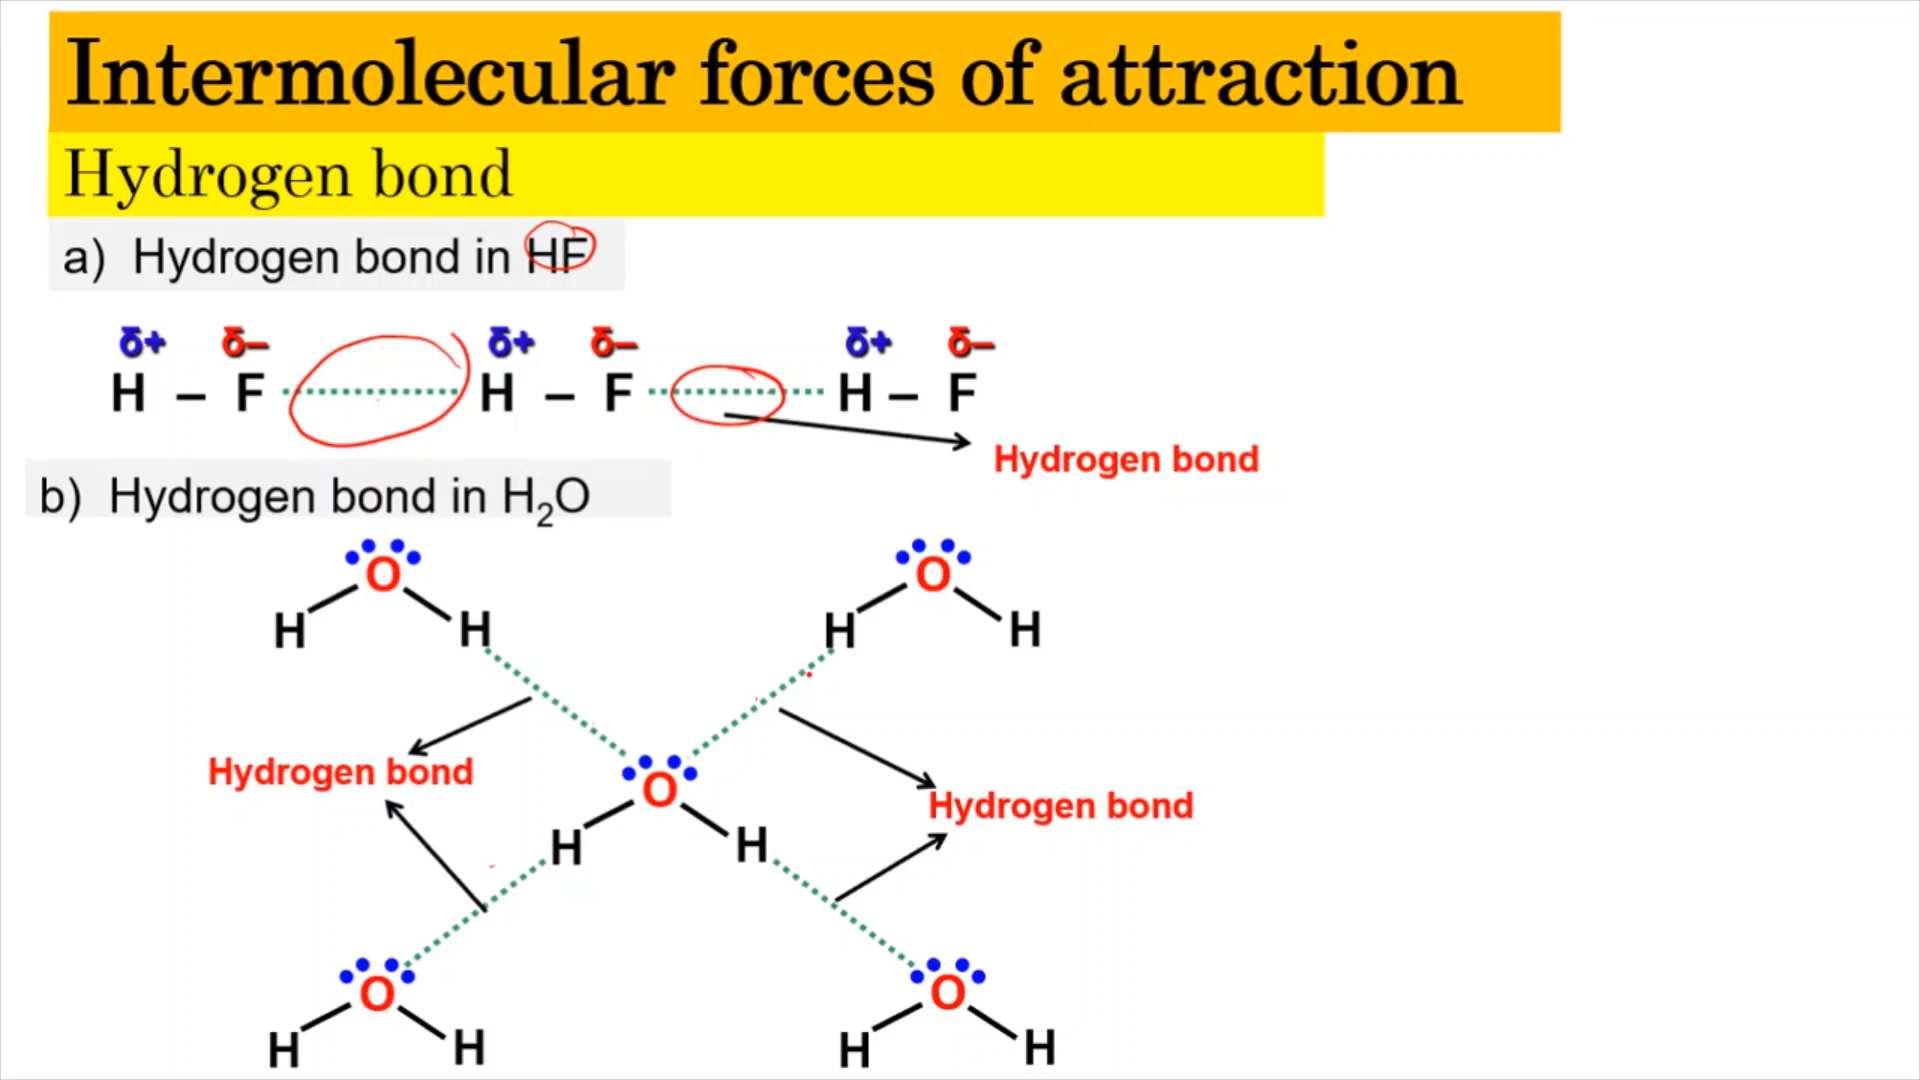 Intermolecular forces of attraction
Hydrogen bond
a) Hydrogen bond in HF
δ+ δ– δ+ δ– δ+ δ–
H – F H – F H – F
Hydrogen bond
b) Hydrogen bond in H₂O
O O
H H H H
Hydrogen bond
O
Hydrogen bond
H H
O O
H H H H